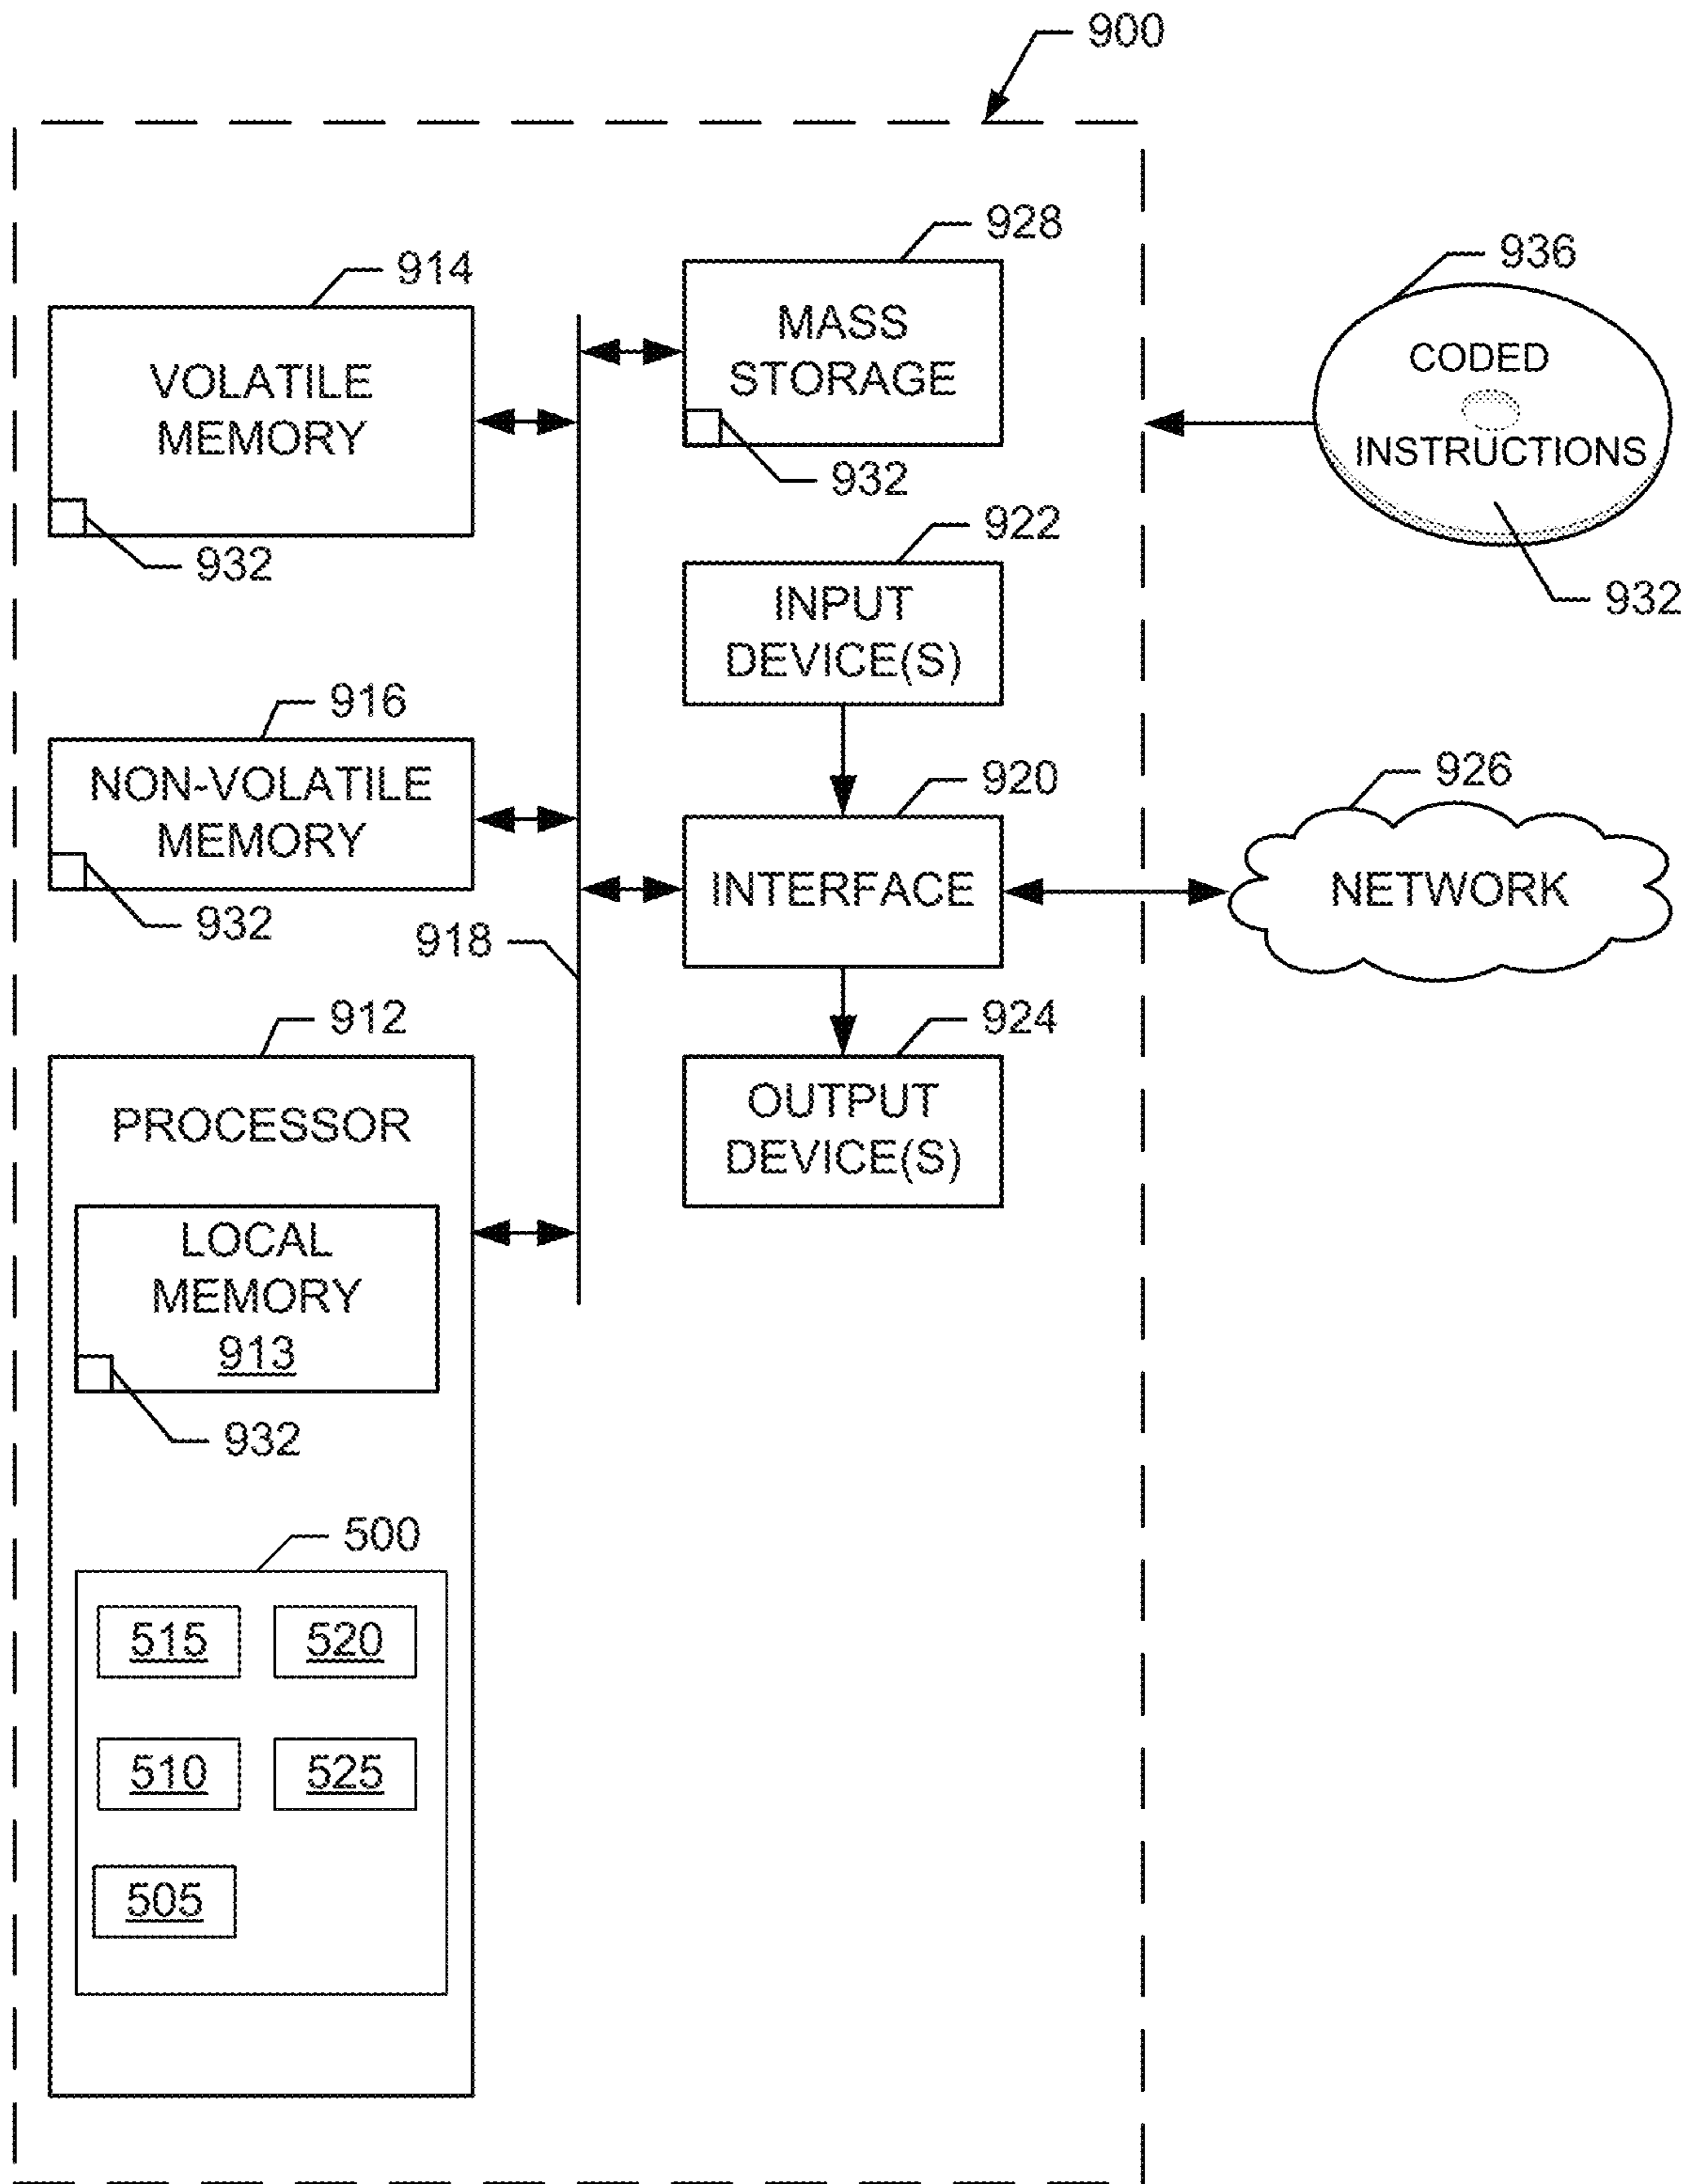 900
928
914
936
MASS
STORAGE
VOLATILE
MEMORY
CODED
INSTRUCTIONS
932
932
932
922
INPUT
DEVICE(S)
916
NON-VOLATILE
MEMORY
932
920
INTERFACE
926
NETWORK
918
912
PROCESSOR
924
OUTPUT
DEVICE(S)
LOCAL
MEMORY
913
932
500
515
520
510
525
505